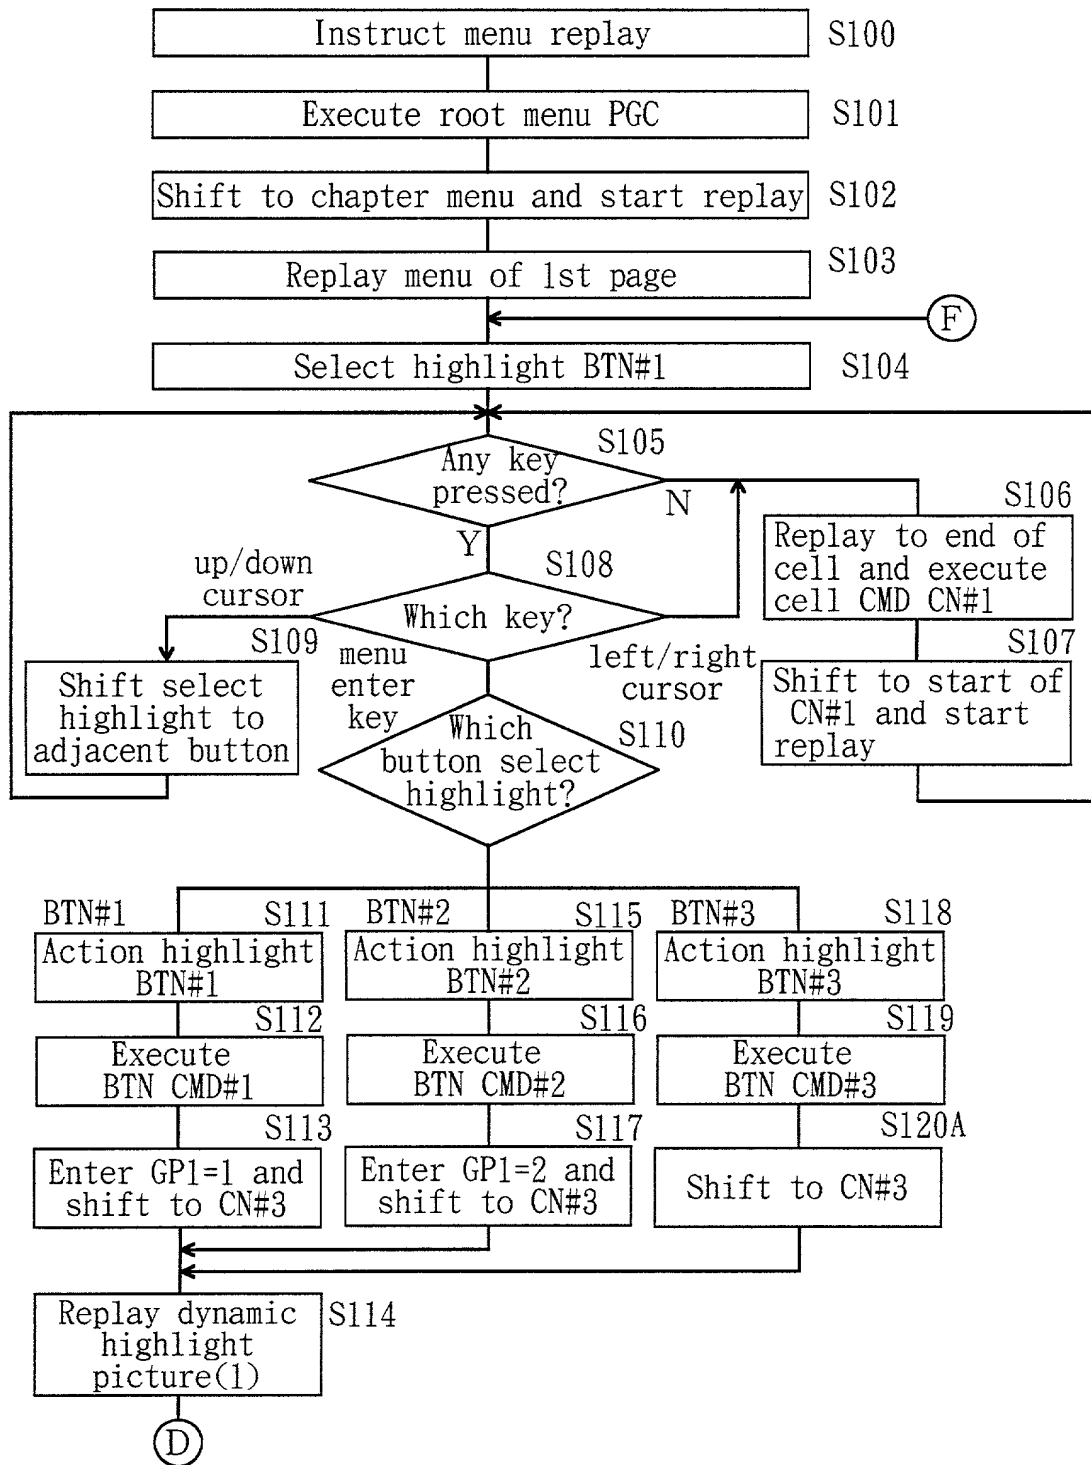 Instruct menu replay
S100
Execute root menu PGC
S101
Shift to chapter menu and start replay
S102
Replay menu of 1st page
S103
F
Select highlight BTN#1
S104
S105
Any key
pressed?
N
Y
S106
Replay to end of
cell and execute
cell CMD CN#1
up/down
cursor
S108
Which key?
S109
menu
enter
key
left/right
cursor
S107
Shift select
highlight to
adjacent button
Shift to start of
CN#1 and start
replay
S110
Which
button select
highlight?
BTN#1
S111
Action highlight
BTN#1
S112
Execute
BTN CMD#1
S113
Enter GP1=1 and
shift to CN#3
BTN#2
S115
Action highlight
BTN#2
S116
Execute
BTN CMD#2
S117
Enter GP1=2 and
shift to CN#3
BTN#3
S118
Action highlight
BTN#3
S119
Execute
BTN CMD#3
S120A
Shift to CN#3
Replay dynamic
highlight
picture(1)
S114
D